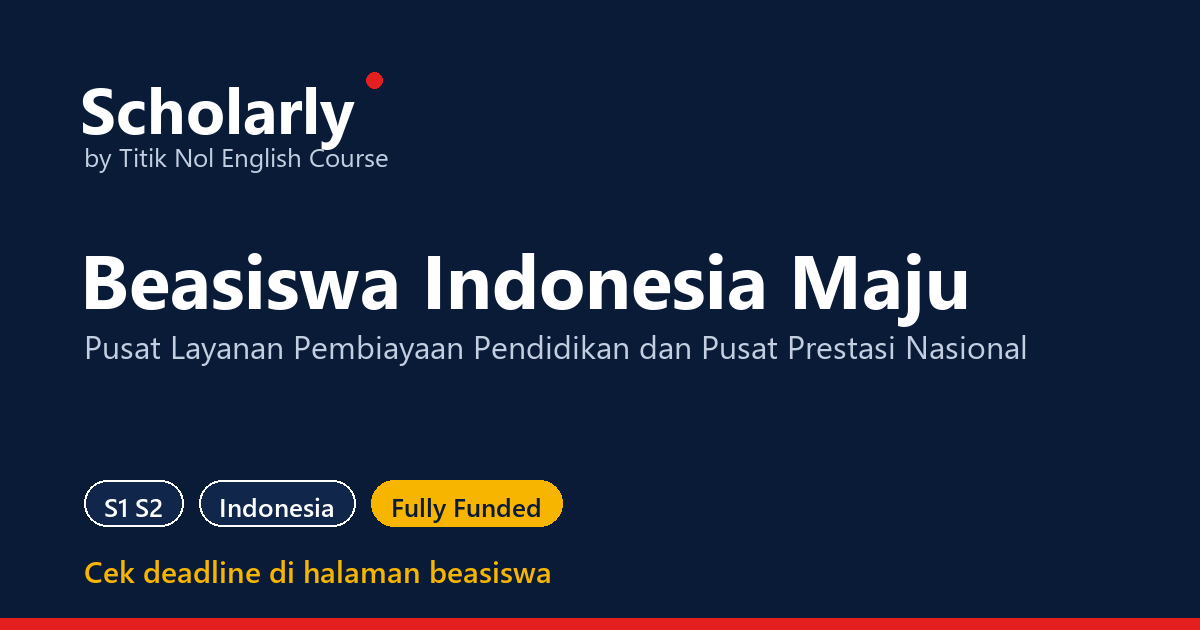 Scholarly
by Titik Nol English Course
Beasiswa Indonesia Maju
Pusat Layanan Pembiayaan Pendidikan dan Pusat Prestasi Nasional
S1 S2 Indonesia Fully Funded
Cek deadline di halaman beasiswa